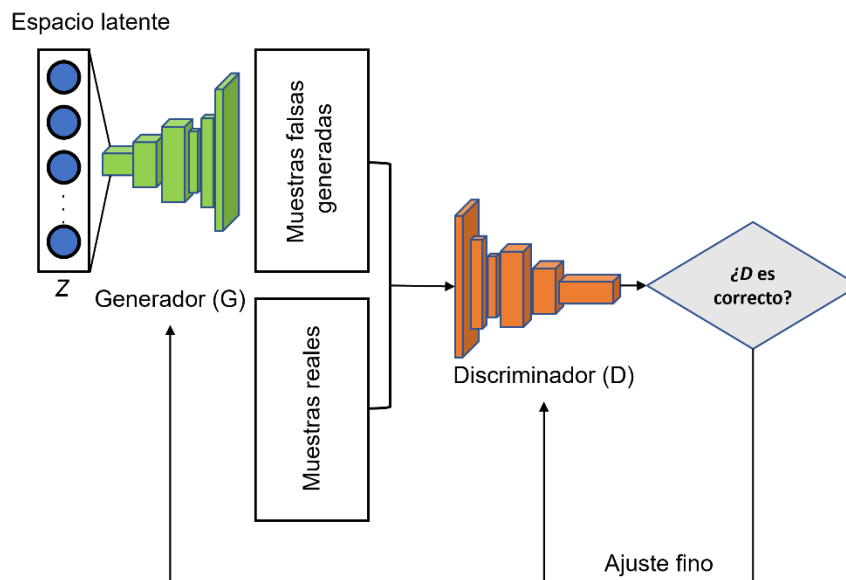 Espacio latente
Z
Generador (G)
Muestras falsas
generadas
Muestras reales
Discriminador (D)
¿D es
correcto?
Ajuste fino